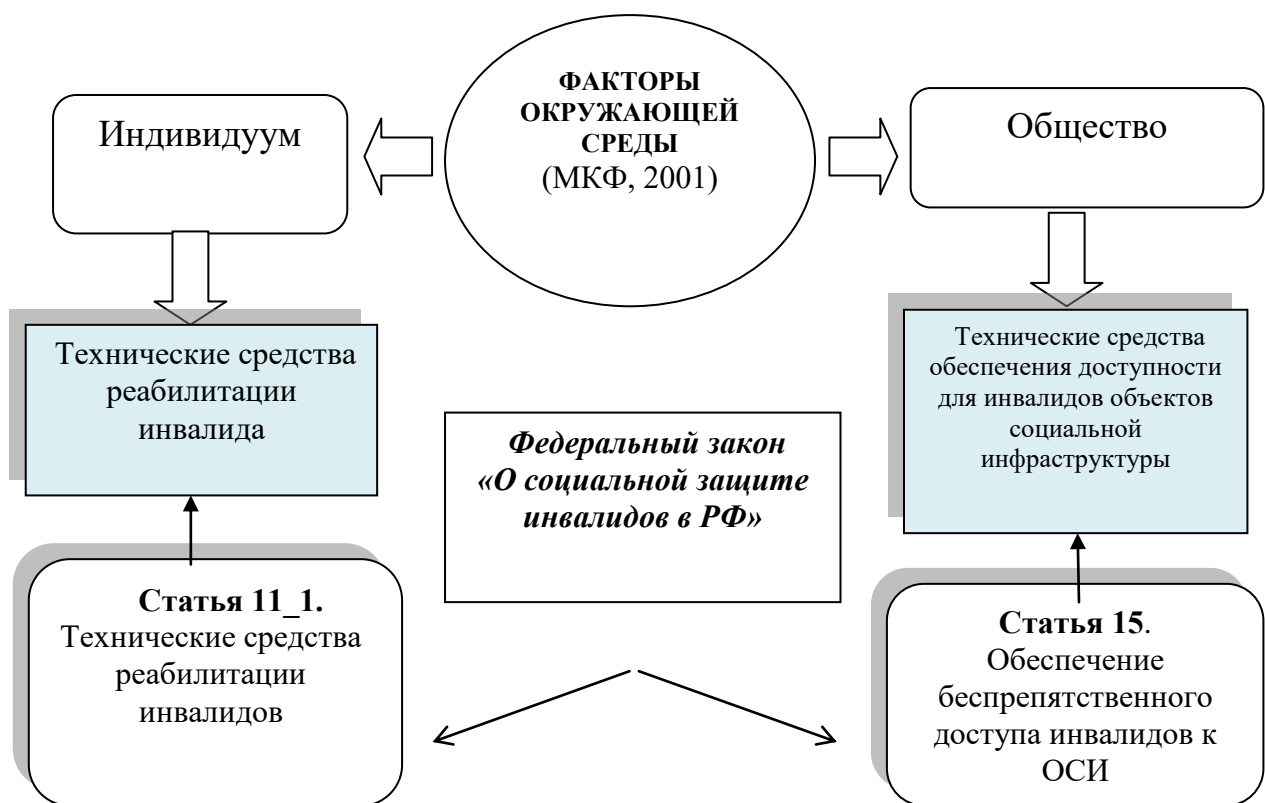 ФАКТОРЫ
ОКРУЖАЮЩЕЙ
СРЕДЫ
(МКФ, 2001)
Индивидуум
Общество
Технические средства
реабилитации
инвалида
Технические средства
обеспечения доступности
для инвалидов объектов
социальной
инфраструктуры
Федеральный закон
«О социальной защите
инвалидов в РФ»
Статья 11_1.
Технические средства
реабилитации
инвалидов
Статья 15.
Обеспечение
беспрепятственного
доступа инвалидов к
ОСИ